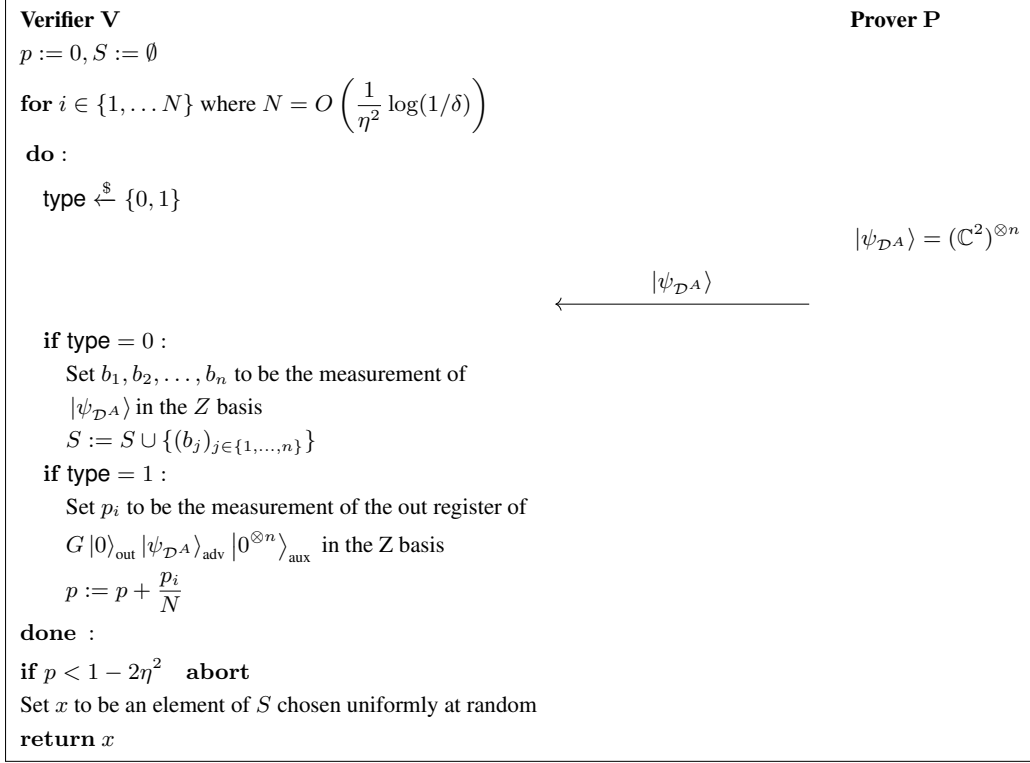 Verifier V Prover P
p := 0, S := ∅
for i ∈ {1, . . . N} where N = O(1/η² log(1/δ))
do :
type ←$ {0, 1}
|ψ_{𝒟^A}⟩ = (ℂ²)^{⊗n}
|ψ_{𝒟^A}⟩
if type = 0 :
Set b₁, b₂, . . . , bₙ to be the measurement of
|ψ_{𝒟^A}⟩ in the Z basis
S := S ∪ {(b_j)_{j∈{1,...,n}}}
if type = 1 :
Set p_i to be the measurement of the out register of
G |0⟩_out |ψ_{𝒟^A}⟩_adv |0^{⊗n}⟩_aux in the Z basis
p := p + p_i/N
done :
if p < 1 − 2η² abort
Set x to be an element of S chosen uniformly at random
return x